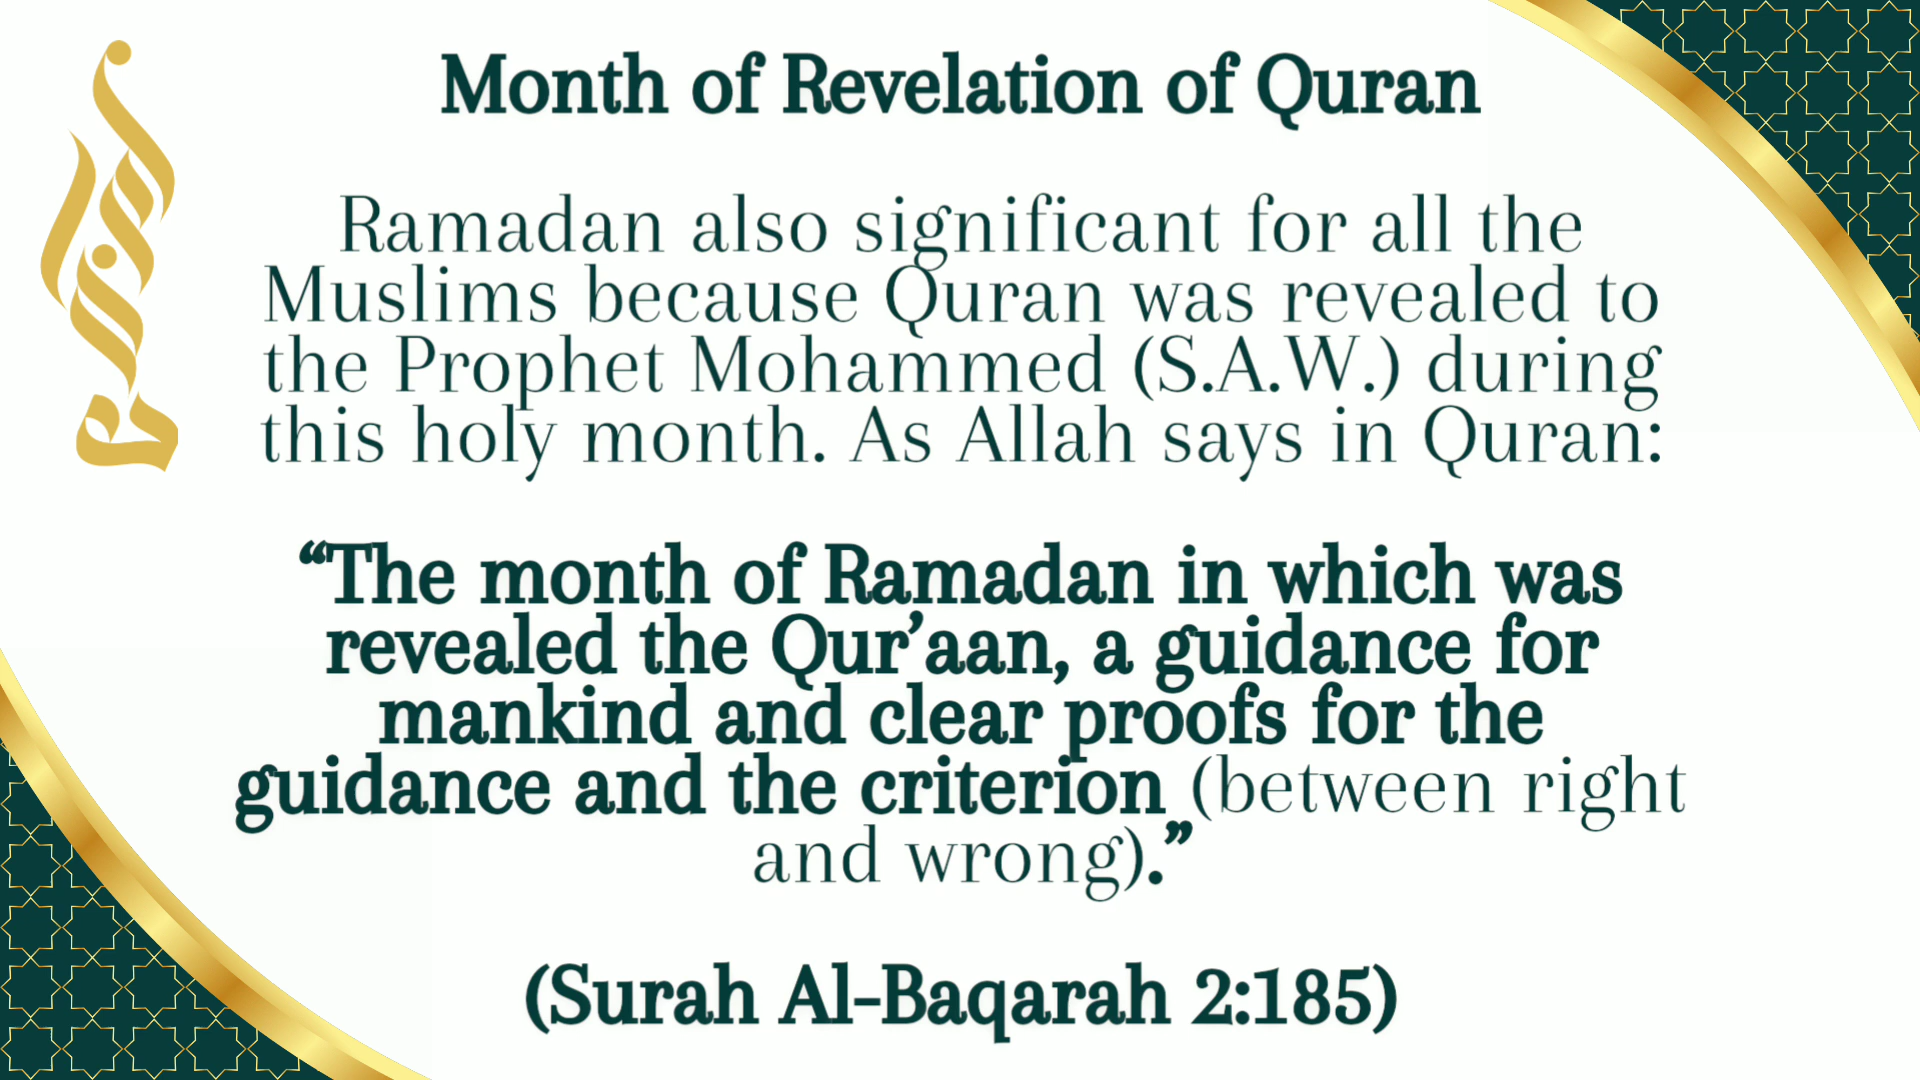 Month of Revelation of Quran
Ramadan also significant for all the
Muslims because Quran was revealed to
the Prophet Mohammed (S.A.W.) during
this holy month. As Allah says in Quran:
“The month of Ramadan in which was
revealed the Qur’aan, a guidance for
mankind and clear proofs for the
guidance and the criterion (between right
and wrong).”
(Surah Al-Baqarah 2:185)